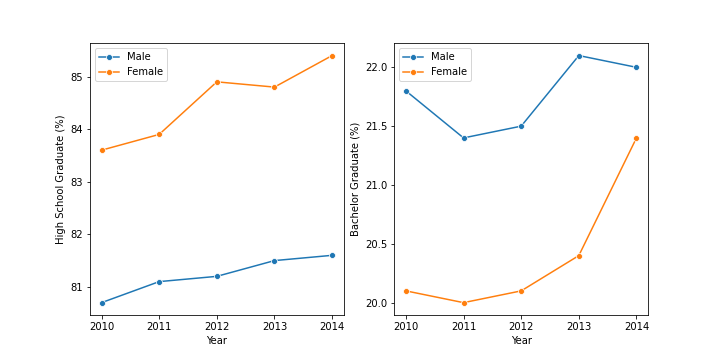 Male
Female
High School Graduate (%)
85
84
83
82
81
2010 2011 2012 2013 2014
Year
Male
Female
Bachelor Graduate (%)
22.0
21.5
21.0
20.5
20.0
2010 2011 2012 2013 2014
Year